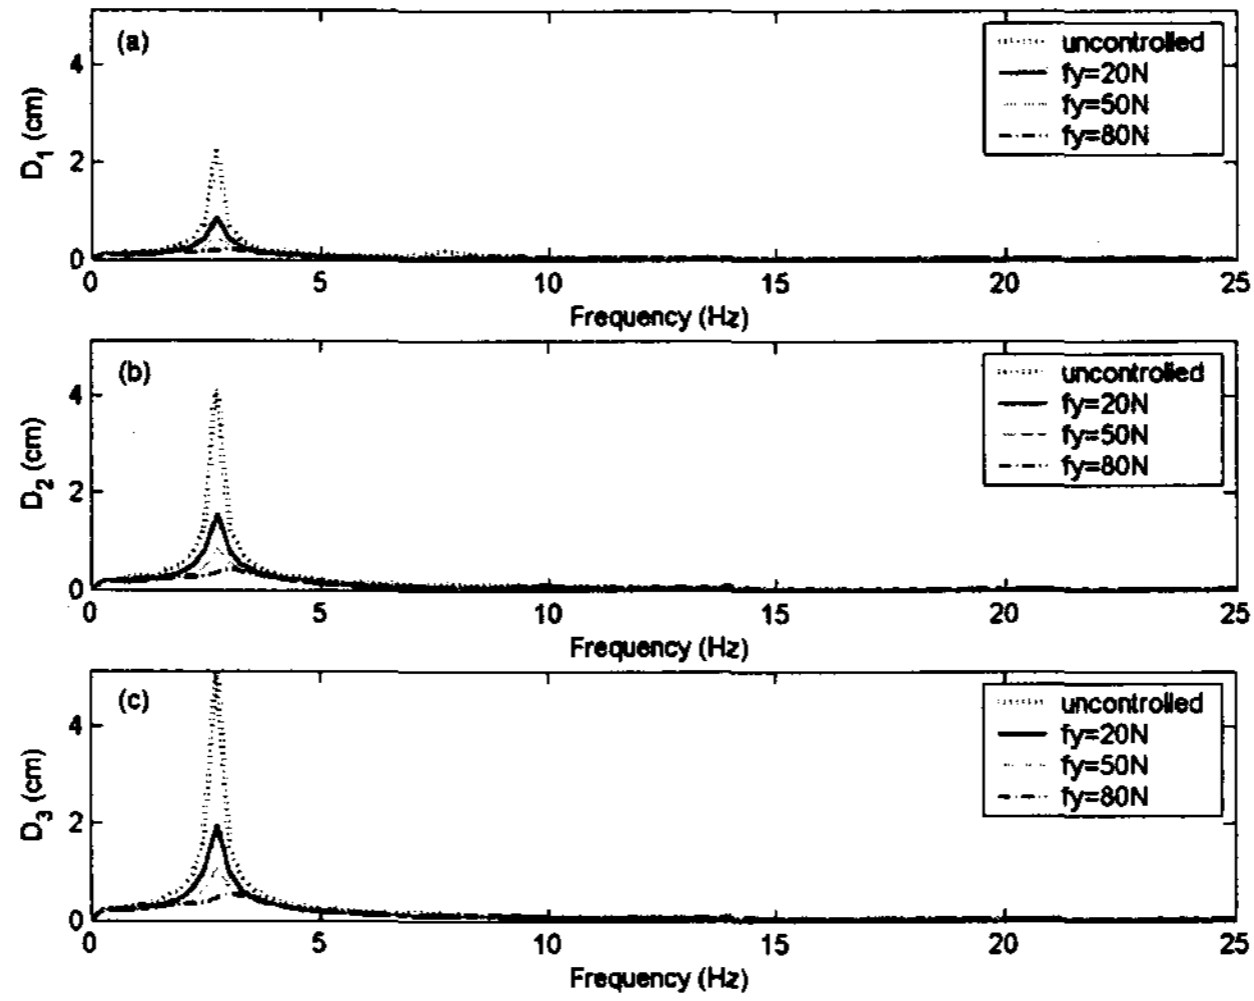 (a)
uncontrolled
fy=20N
fy=50N
fy=80N
D1 (cm)
4
2
0
0 5 10 15 20 25
Frequency (Hz)
(b)
uncontrolled
fy=20N
fy=50N
fy=80N
D2 (cm)
4
2
0
0 5 10 15 20 25
Frequency (Hz)
(c)
uncontrolled
fy=20N
fy=50N
fy=80N
D3 (cm)
4
2
0
0 5 10 15 20 25
Frequency (Hz)